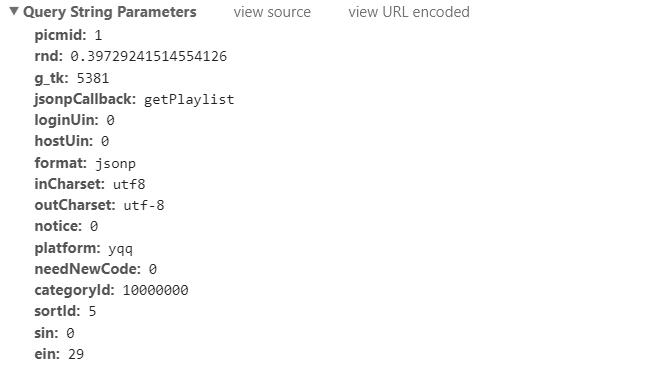 ▼ Query String Parameters view source view URL encoded
picmid: 1
rnd: 0.39729241514554126
g_tk: 5381
jsonpCallback: getPlaylist
loginUin: 0
hostUin: 0
format: jsonp
inCharset: utf8
outCharset: utf-8
notice: 0
platform: yqq
needNewCode: 0
categoryId: 10000000
sortId: 5
sin: 0
ein: 29